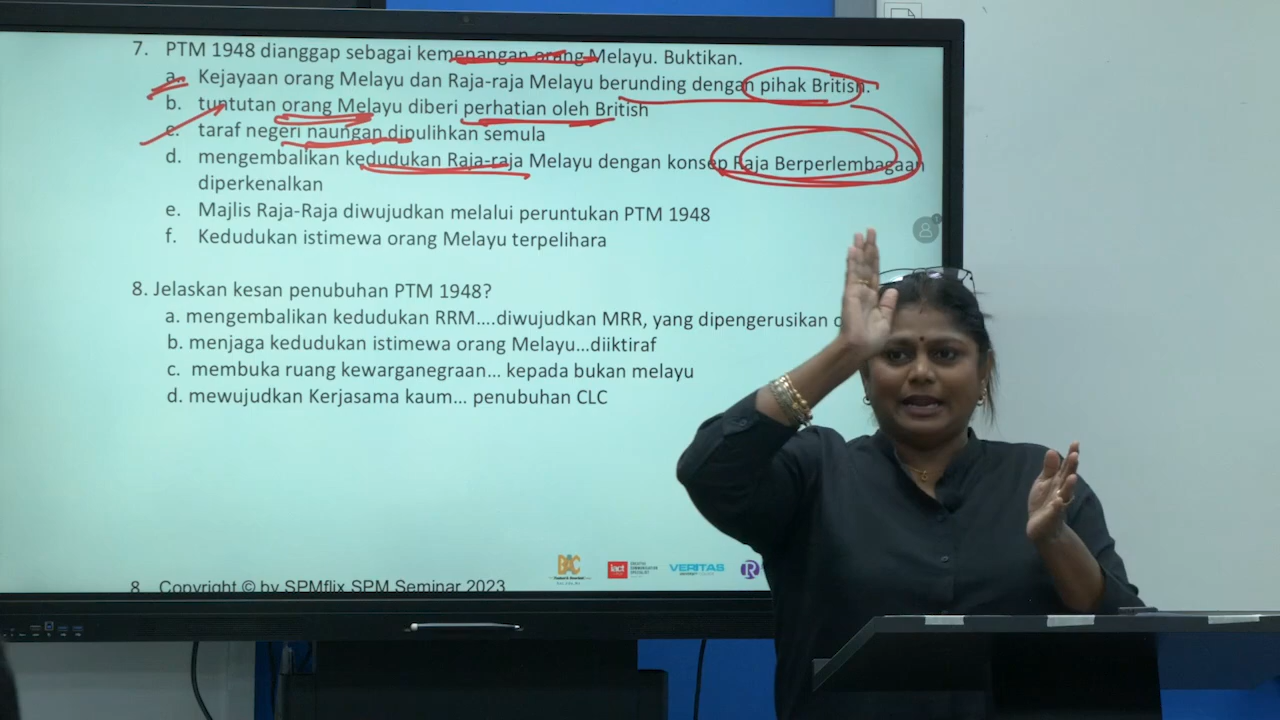 7. PTM 1948 dianggap sebagai kemenangan orang Melayu. Buktikan.
a. Kejayaan orang Melayu dan Raja-raja Melayu berunding dengan pihak British.
b. tuntutan orang Melayu diberi perhatian oleh British
c. taraf negeri naungan dipulihkan semula
d. mengembalikan kedudukan Raja-raja Melayu dengan konsep Raja Berperlembagaan
diperkenalkan
e. Majlis Raja-Raja diwujudkan melalui peruntukan PTM 1948
f. Kedudukan istimewa orang Melayu terpelihara
8. Jelaskan kesan penubuhan PTM 1948?
a. mengembalikan kedudukan RRM....diwujudkan MRR, yang dipengerusikan
b. menjaga kedudukan istimewa orang Melayu...diiktiraf
c. membuka ruang kewarganegraan... kepada bukan melayu
d. mewujudkan Kerjasama kaum... penubuhan CLC
BAC iact VERITAS R
8 Copyright © by SPMflix SPM Seminar 2023